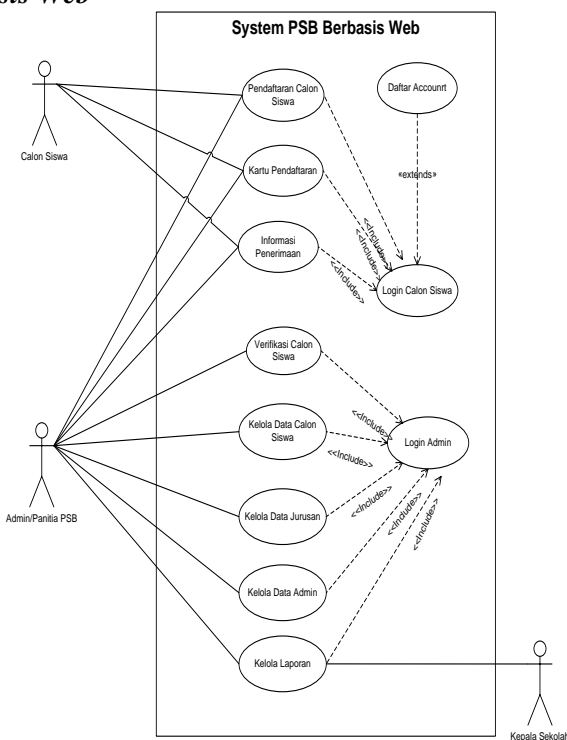 System PSB Berbasis Web
Pendaftaran Calon
Siswa
Daftar Accounrt
Calon Siswa
Kartu Pendaftaran
«extends»
<<Include>>
<<Include>>
Informasi
Penerimaan
<<Include>>
Login Calon Siswa
Verifikasi Calon
Siswa
<<Include>>
Kelola Data Calon
Siswa
Login Admin
<<Include>>
Admin/Panitia PSB
Kelola Data Jurusan
<<Include>>
<<Include>>
<<Include>>
Kelola Data Admin
Kelola Laporan
Kepala Sekolah